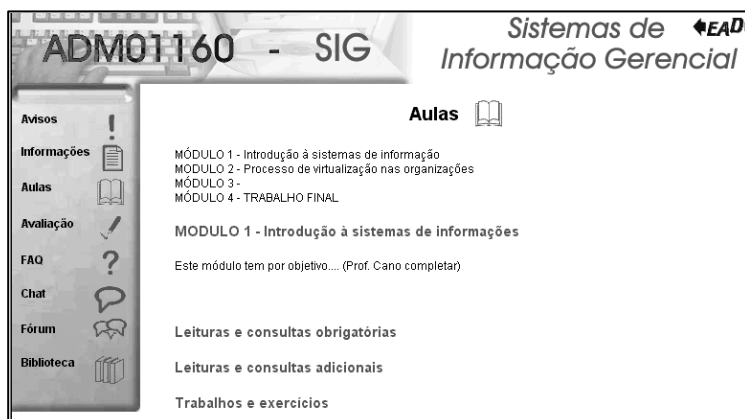 ADM01160 - SIG
Sistemas de
Informação Gerencial
EAD
Avisos
Informações
Aulas
Avaliação
FAQ
Chat
Fórum
Biblioteca
Aulas
MÓDULO 1 - Introdução à sistemas de informação
MODULO 2 - Processo de virtualização nas organizações
MÓDULO 3 -
MÓDULO 4 - TRABALHO FINAL
MODULO 1 - Introdução à sistemas de informações
Este módulo tem por objetivo.... (Prof. Cano completar)
Leituras e consultas obrigatórias
Leituras e consultas adicionais
Trabalhos e exercícios